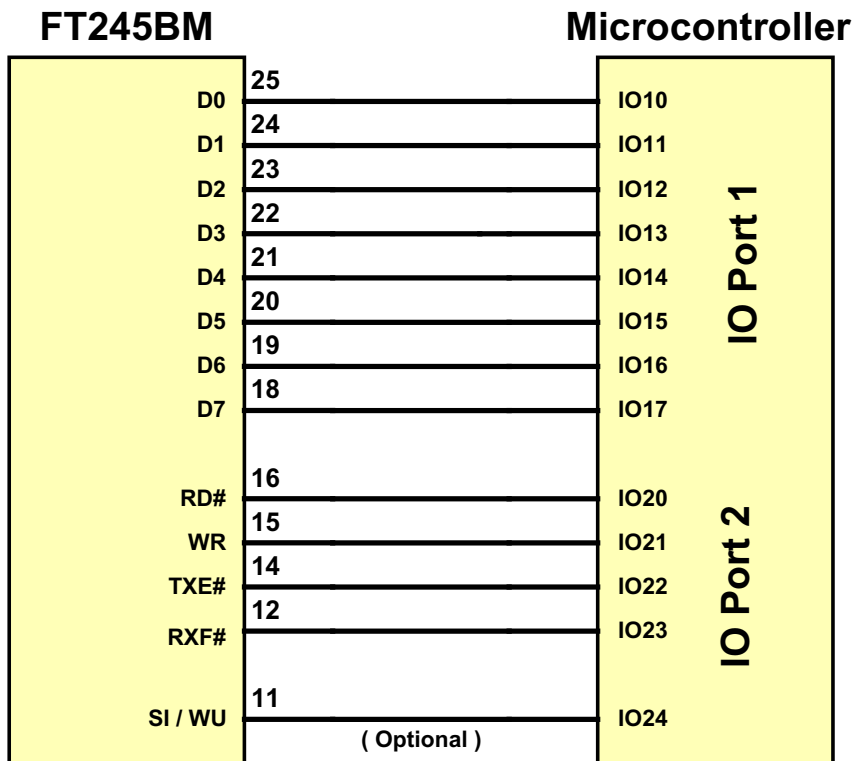 FT245BM Microcontroller
D0 25 IO10
D1 24 IO11
D2 23 IO12
D3 22 IO13
D4 21 IO14
D5 20 IO15
D6 19 IO16
D7 18 IO17
IO Port 1
RD# 16 IO20
WR 15 IO21
TXE# 14 IO22
RXF# 12 IO23
SI / WU 11 IO24
( Optional )
IO Port 2